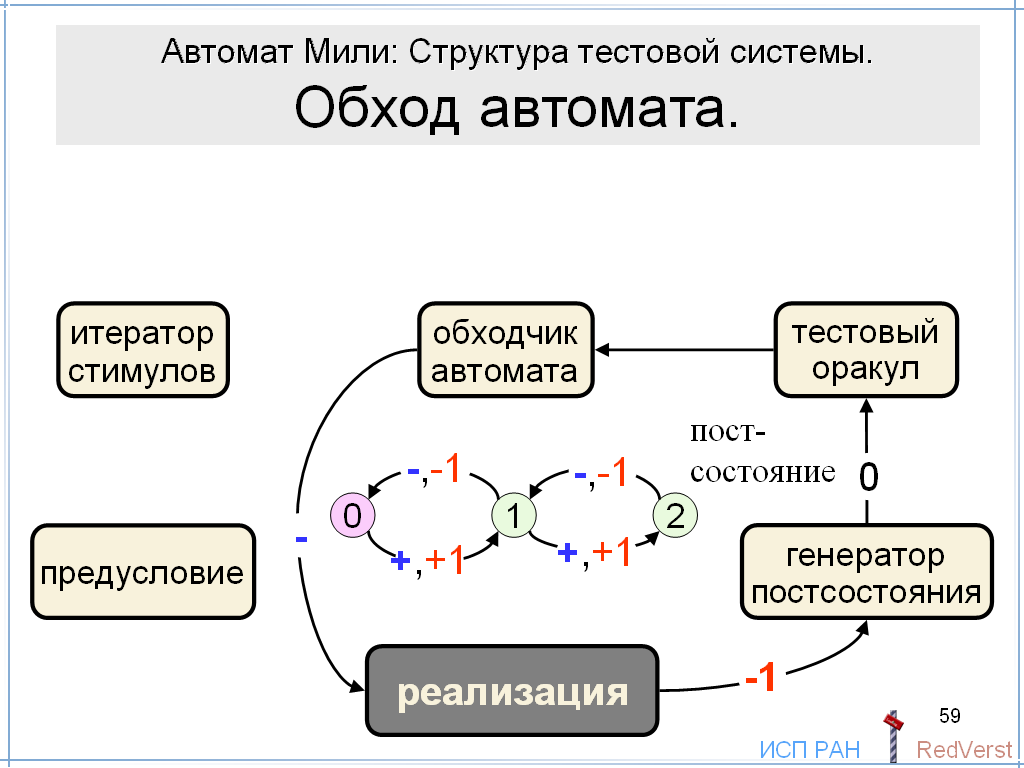 Автомат Мили: Структура тестовой системы.
Обход автомата.
итератор
стимулов
обходчик
автомата
тестовый
оракул
пост-
состояние
0
-,-1
-,-1
0
1
2
+,+1
+,+1
-
предусловие
генератор
постсостояния
реализация
-1
59
ИСП РАН
RedVerst